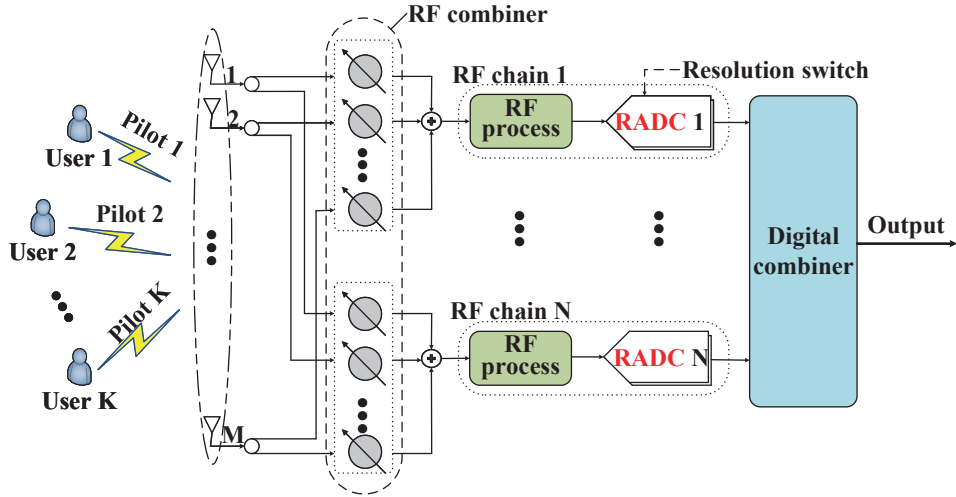 RF combiner
1
RF chain 1
Resolution switch
2
RF
process
RADC 1
Pilot 1
User 1
Pilot 2
User 2
Digital
combiner
Output
Pilot K
User K
RF chain N
RF
process
RADC N
M